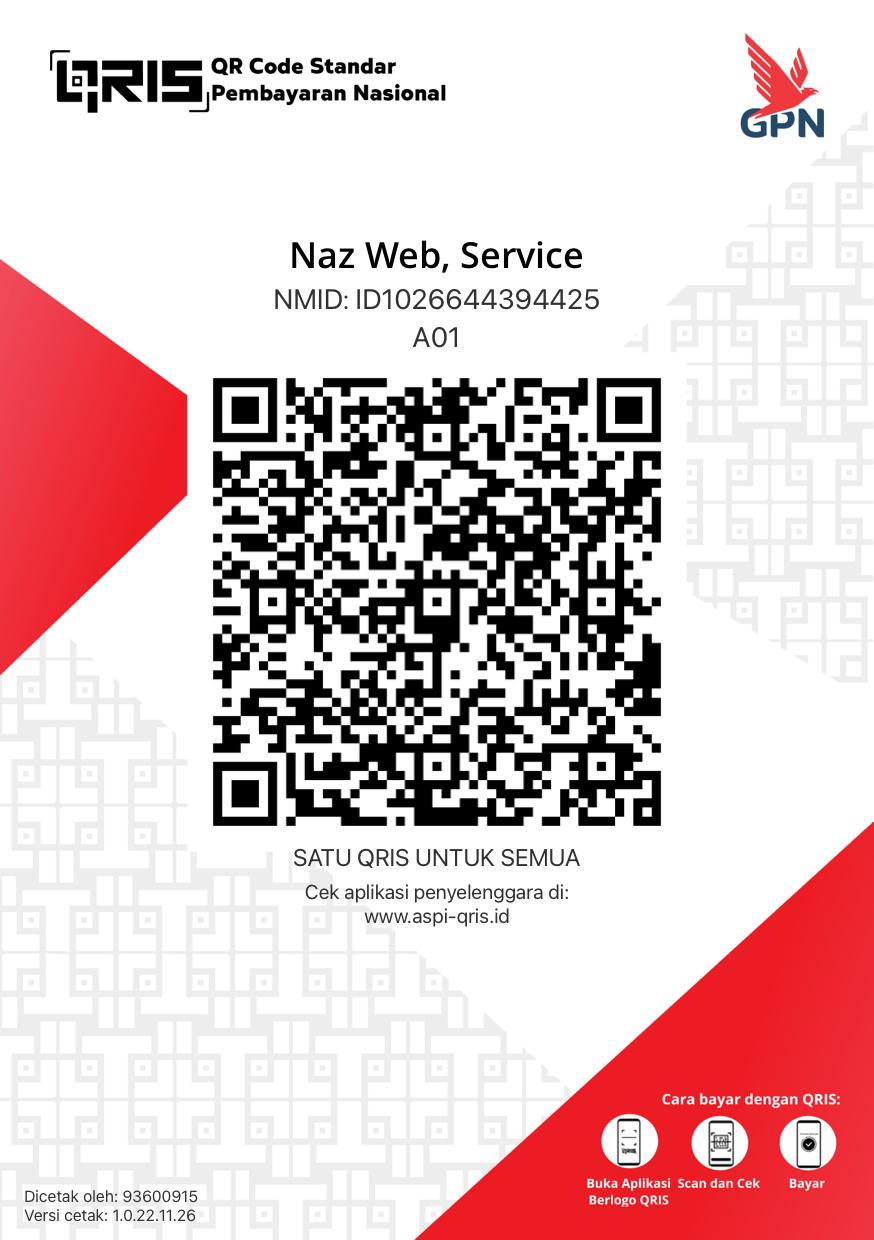 QRIS
QR Code Standar
Pembayaran Nasional
GPN
Naz Web, Service
NMID: ID1026644394425
A01
SATU QRIS UNTUK SEMUA
Cek aplikasi penyelenggara di:
www.aspi-qris.id
Cara bayar dengan QRIS:
Buka Aplikasi
Berlogo QRIS
Scan dan Cek
Bayar
Dicetak oleh: 93600915
Versi cetak: 1.0.22.11.26